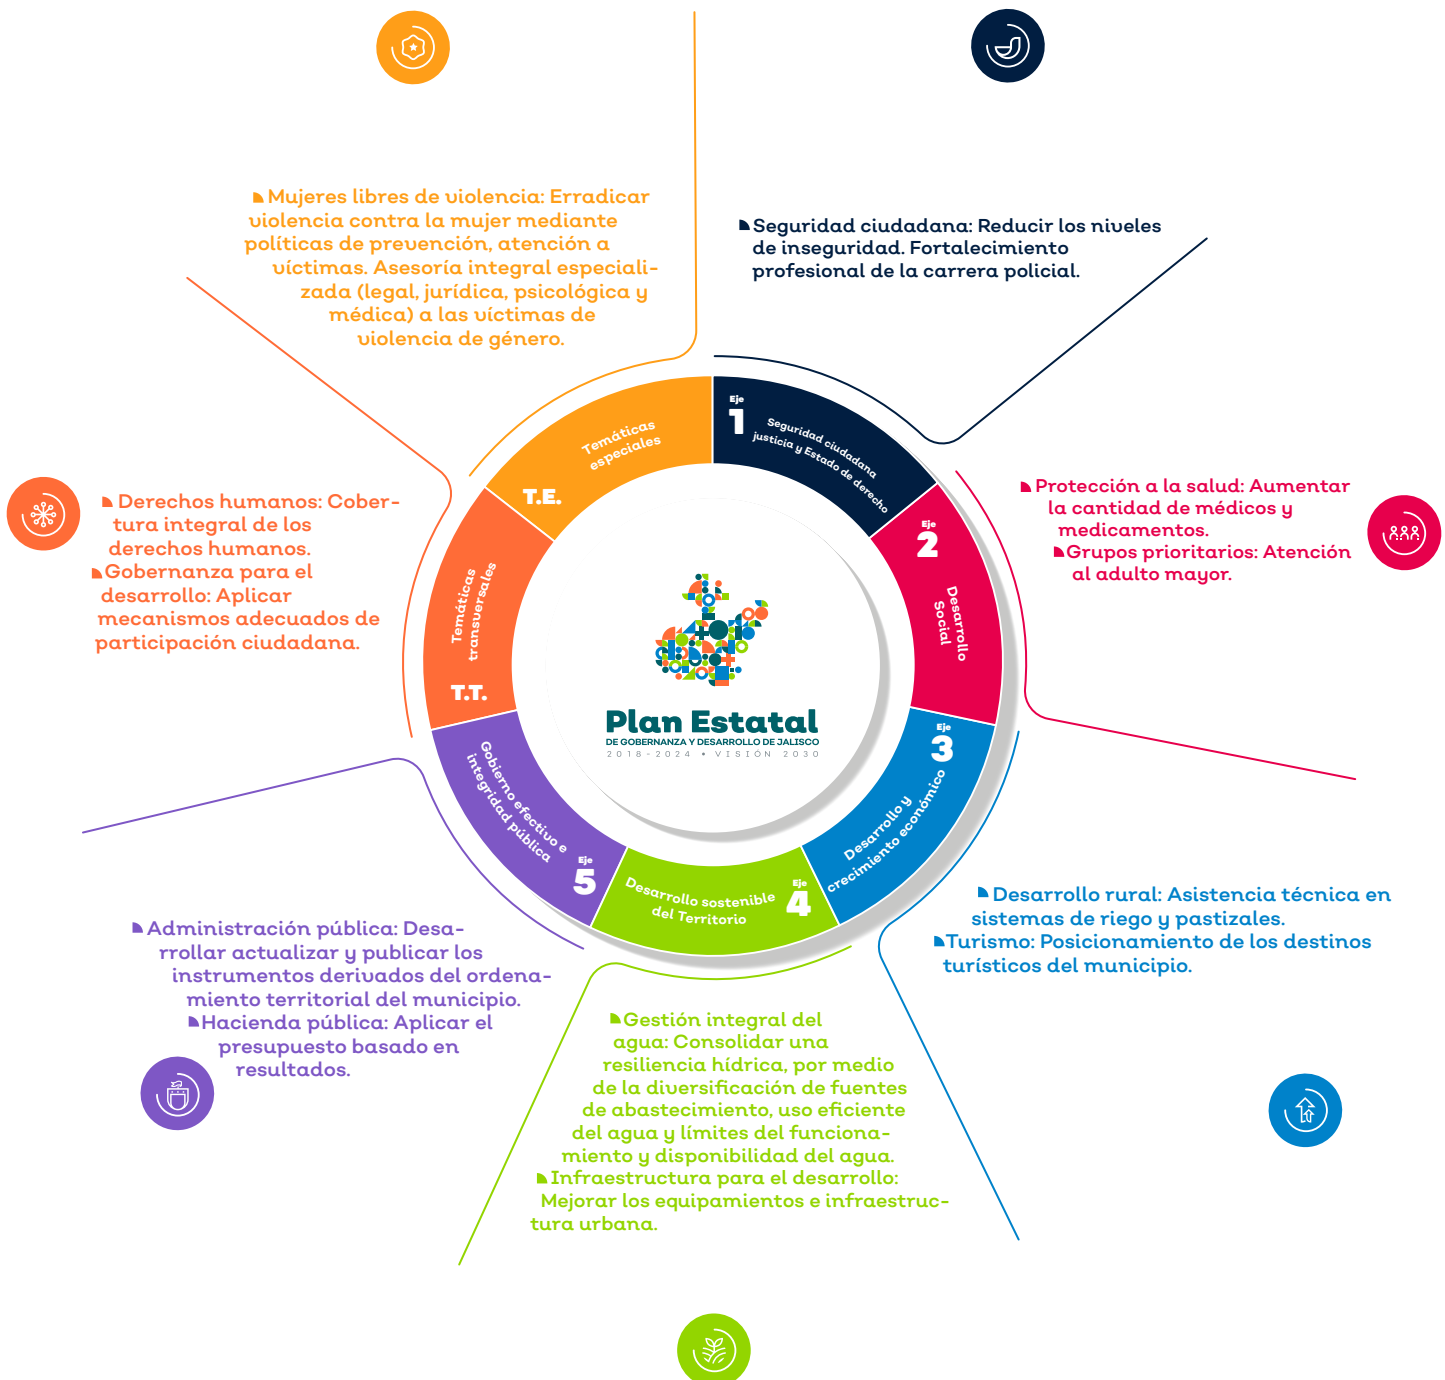 Mujeres libres de violencia: Erradicar
violencia contra la mujer mediante
políticas de prevención, atención a
víctimas. Asesoría integral especiali-
zada (legal, jurídica, psicológica y
médica) a las víctimas de
violencia de género.
Seguridad ciudadana: Reducir los niveles
de inseguridad. Fortalecimiento
profesional de la carrera policial.
Temáticas
especiales
T.E.
Eje
1
Seguridad ciudadana
justicia y Estado de derecho
Derechos humanos: Cober-
tura integral de los
derechos humanos.
Gobernanza para el
desarrollo: Aplicar
mecanismos adecuados de
participación ciudadana.
Temáticas
transversales
T.T.
Eje
2
Desarrollo
Social
Protección a la salud: Aumentar
la cantidad de médicos y
medicamentos.
Grupos prioritarios: Atención
al adulto mayor.
Plan Estatal
DE GOBERNANZA Y DESARROLLO DE JALISCO
2018-2024 • VISIÓN 2030
Eje
3
Desarrollo y
crecimiento económico
Gobierno efectivo e
integridad pública
Eje
5
Desarrollo sostenible
del Territorio
Eje
4
Desarrollo rural: Asistencia técnica en
sistemas de riego y pastizales.
Turismo: Posicionamiento de los destinos
turísticos del municipio.
Administración pública: Desa-
rrollar actualizar y publicar los
instrumentos derivados del ordena-
miento territorial del municipio.
Hacienda pública: Aplicar el
presupuesto basado en
resultados.
Gestión integral del
agua: Consolidar una
resiliencia hídrica, por medio
de la diversificación de fuentes
de abastecimiento, uso eficiente
del agua y límites del funciona-
miento y disponibilidad del agua.
Infraestructura para el desarrollo:
Mejorar los equipamientos e infraestruc-
tura urbana.